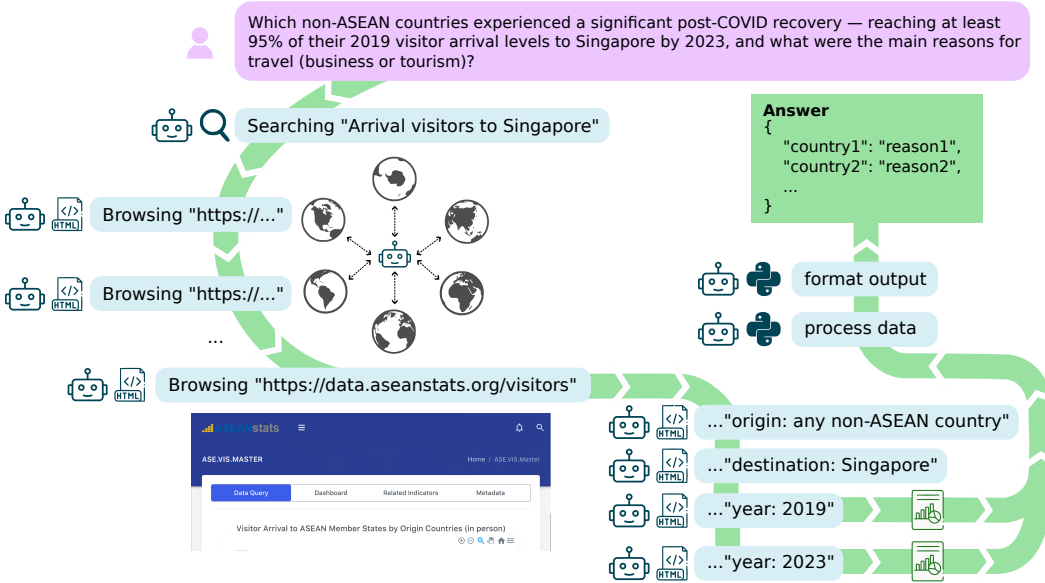 Which non-ASEAN countries experienced a significant post-COVID recovery — reaching at least
95% of their 2019 visitor arrival levels to Singapore by 2023, and what were the main reasons for
travel (business or tourism)?
Searching "Arrival visitors to Singapore"
</>
HTML
Browsing "https://..."
</>
HTML
Browsing "https://..."
...
</>
HTML
Browsing "https://data.aseanstats.org/visitors"
ASEANstats
ASE.VIS.MASTER
Home / ASE.VIS.Master
Data Query
Dashboard
Related Indicators
Metadata
Visitor Arrival to ASEAN Member States by Origin Countries (in person)
</>
HTML
..."origin: any non-ASEAN country"
</>
HTML
..."destination: Singapore"
</>
HTML
..."year: 2019"
</>
HTML
..."year: 2023"
process data
format output
Answer
{
"country1": "reason1",
"country2": "reason2",
...
}